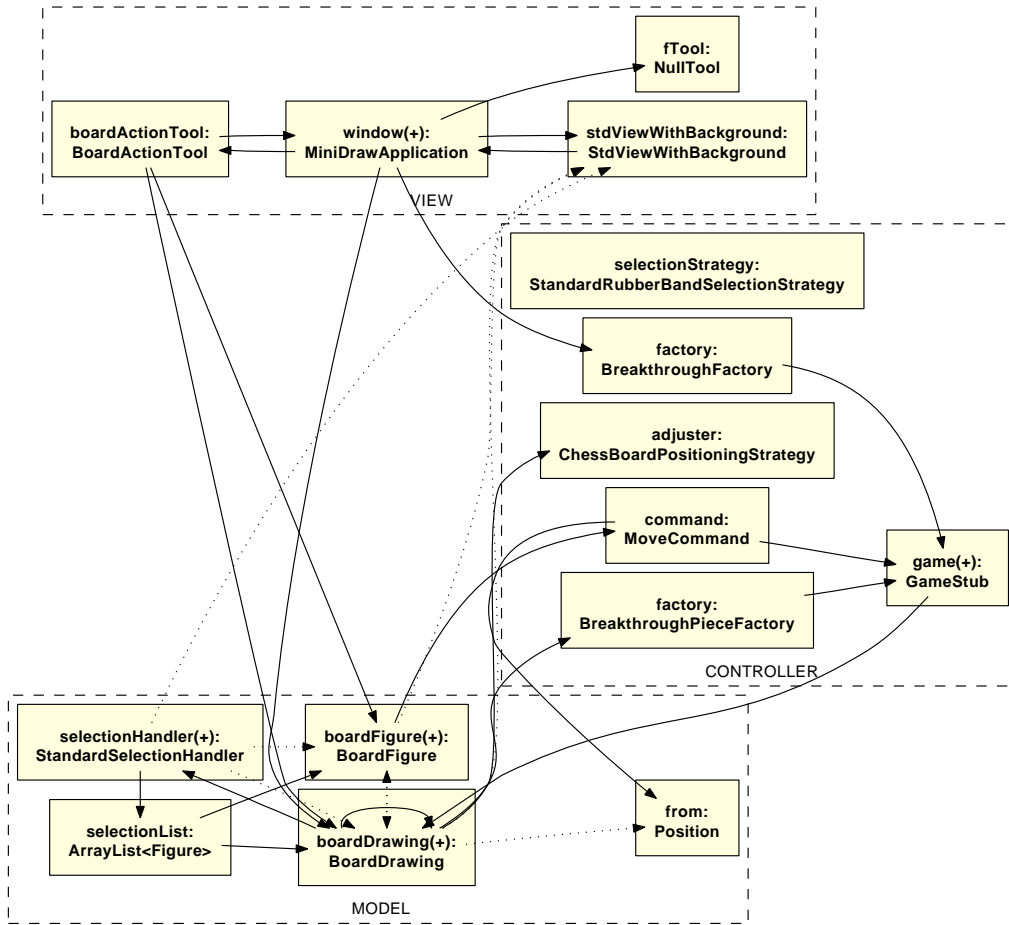 fTool:
NullTool
boardActionTool:
BoardActionTool
window(+):
MiniDrawApplication
stdViewWithBackground:
StdViewWithBackground
VIEW
selectionStrategy:
StandardRubberBandSelectionStrategy
factory:
BreakthroughFactory
adjuster:
ChessBoardPositioningStrategy
command:
MoveCommand
game(+):
GameStub
factory:
BreakthroughPieceFactory
CONTROLLER
selectionHandler(+):
StandardSelectionHandler
boardFigure(+):
BoardFigure
selectionList:
ArrayList<Figure>
boardDrawing(+):
BoardDrawing
from:
Position
MODEL